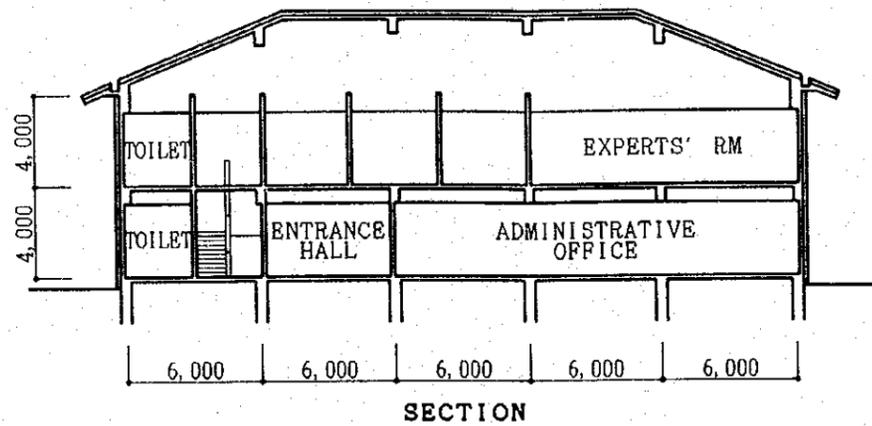 4,000
TOILET
EXPERTS' RM
4,000
TOILET
ENTRANCE
HALL
ADMINISTRATIVE
OFFICE
6,000
6,000
6,000
6,000
6,000
SECTION